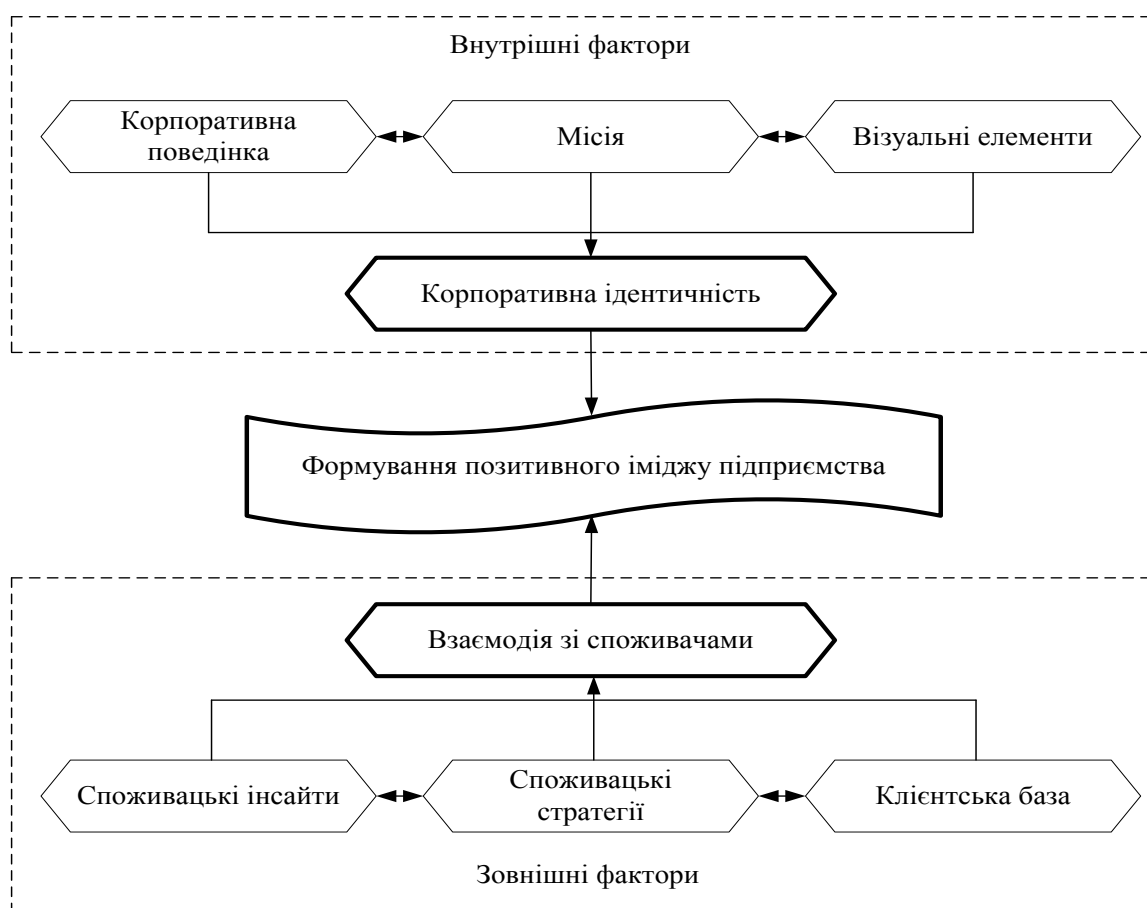 Внутрішні фактори
Корпоративна
поведінка
Місія
Візуальні елементи
Корпоративна ідентичність
Формування позитивного іміджу підприємства
Взаємодія зі споживачами
Споживацькі інсайти
Споживацькі
стратегії
Клієнтська база
Зовнішні фактори